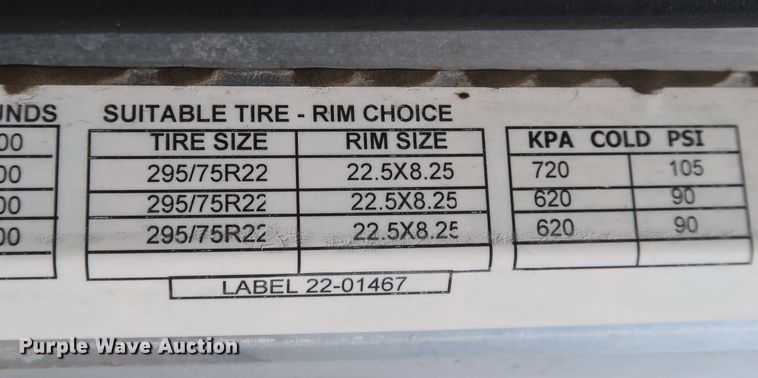 UNDS SUITABLE TIRE - RIM CHOICE
TIRE SIZE RIM SIZE KPA COLD PSI
00 295/75R22 22.5X8.25 720 105
00 295/75R22 22.5X8.25 620 90
00 295/75R22 22.5X8.25 620 90
LABEL 22-01467
Purple Wave Auction